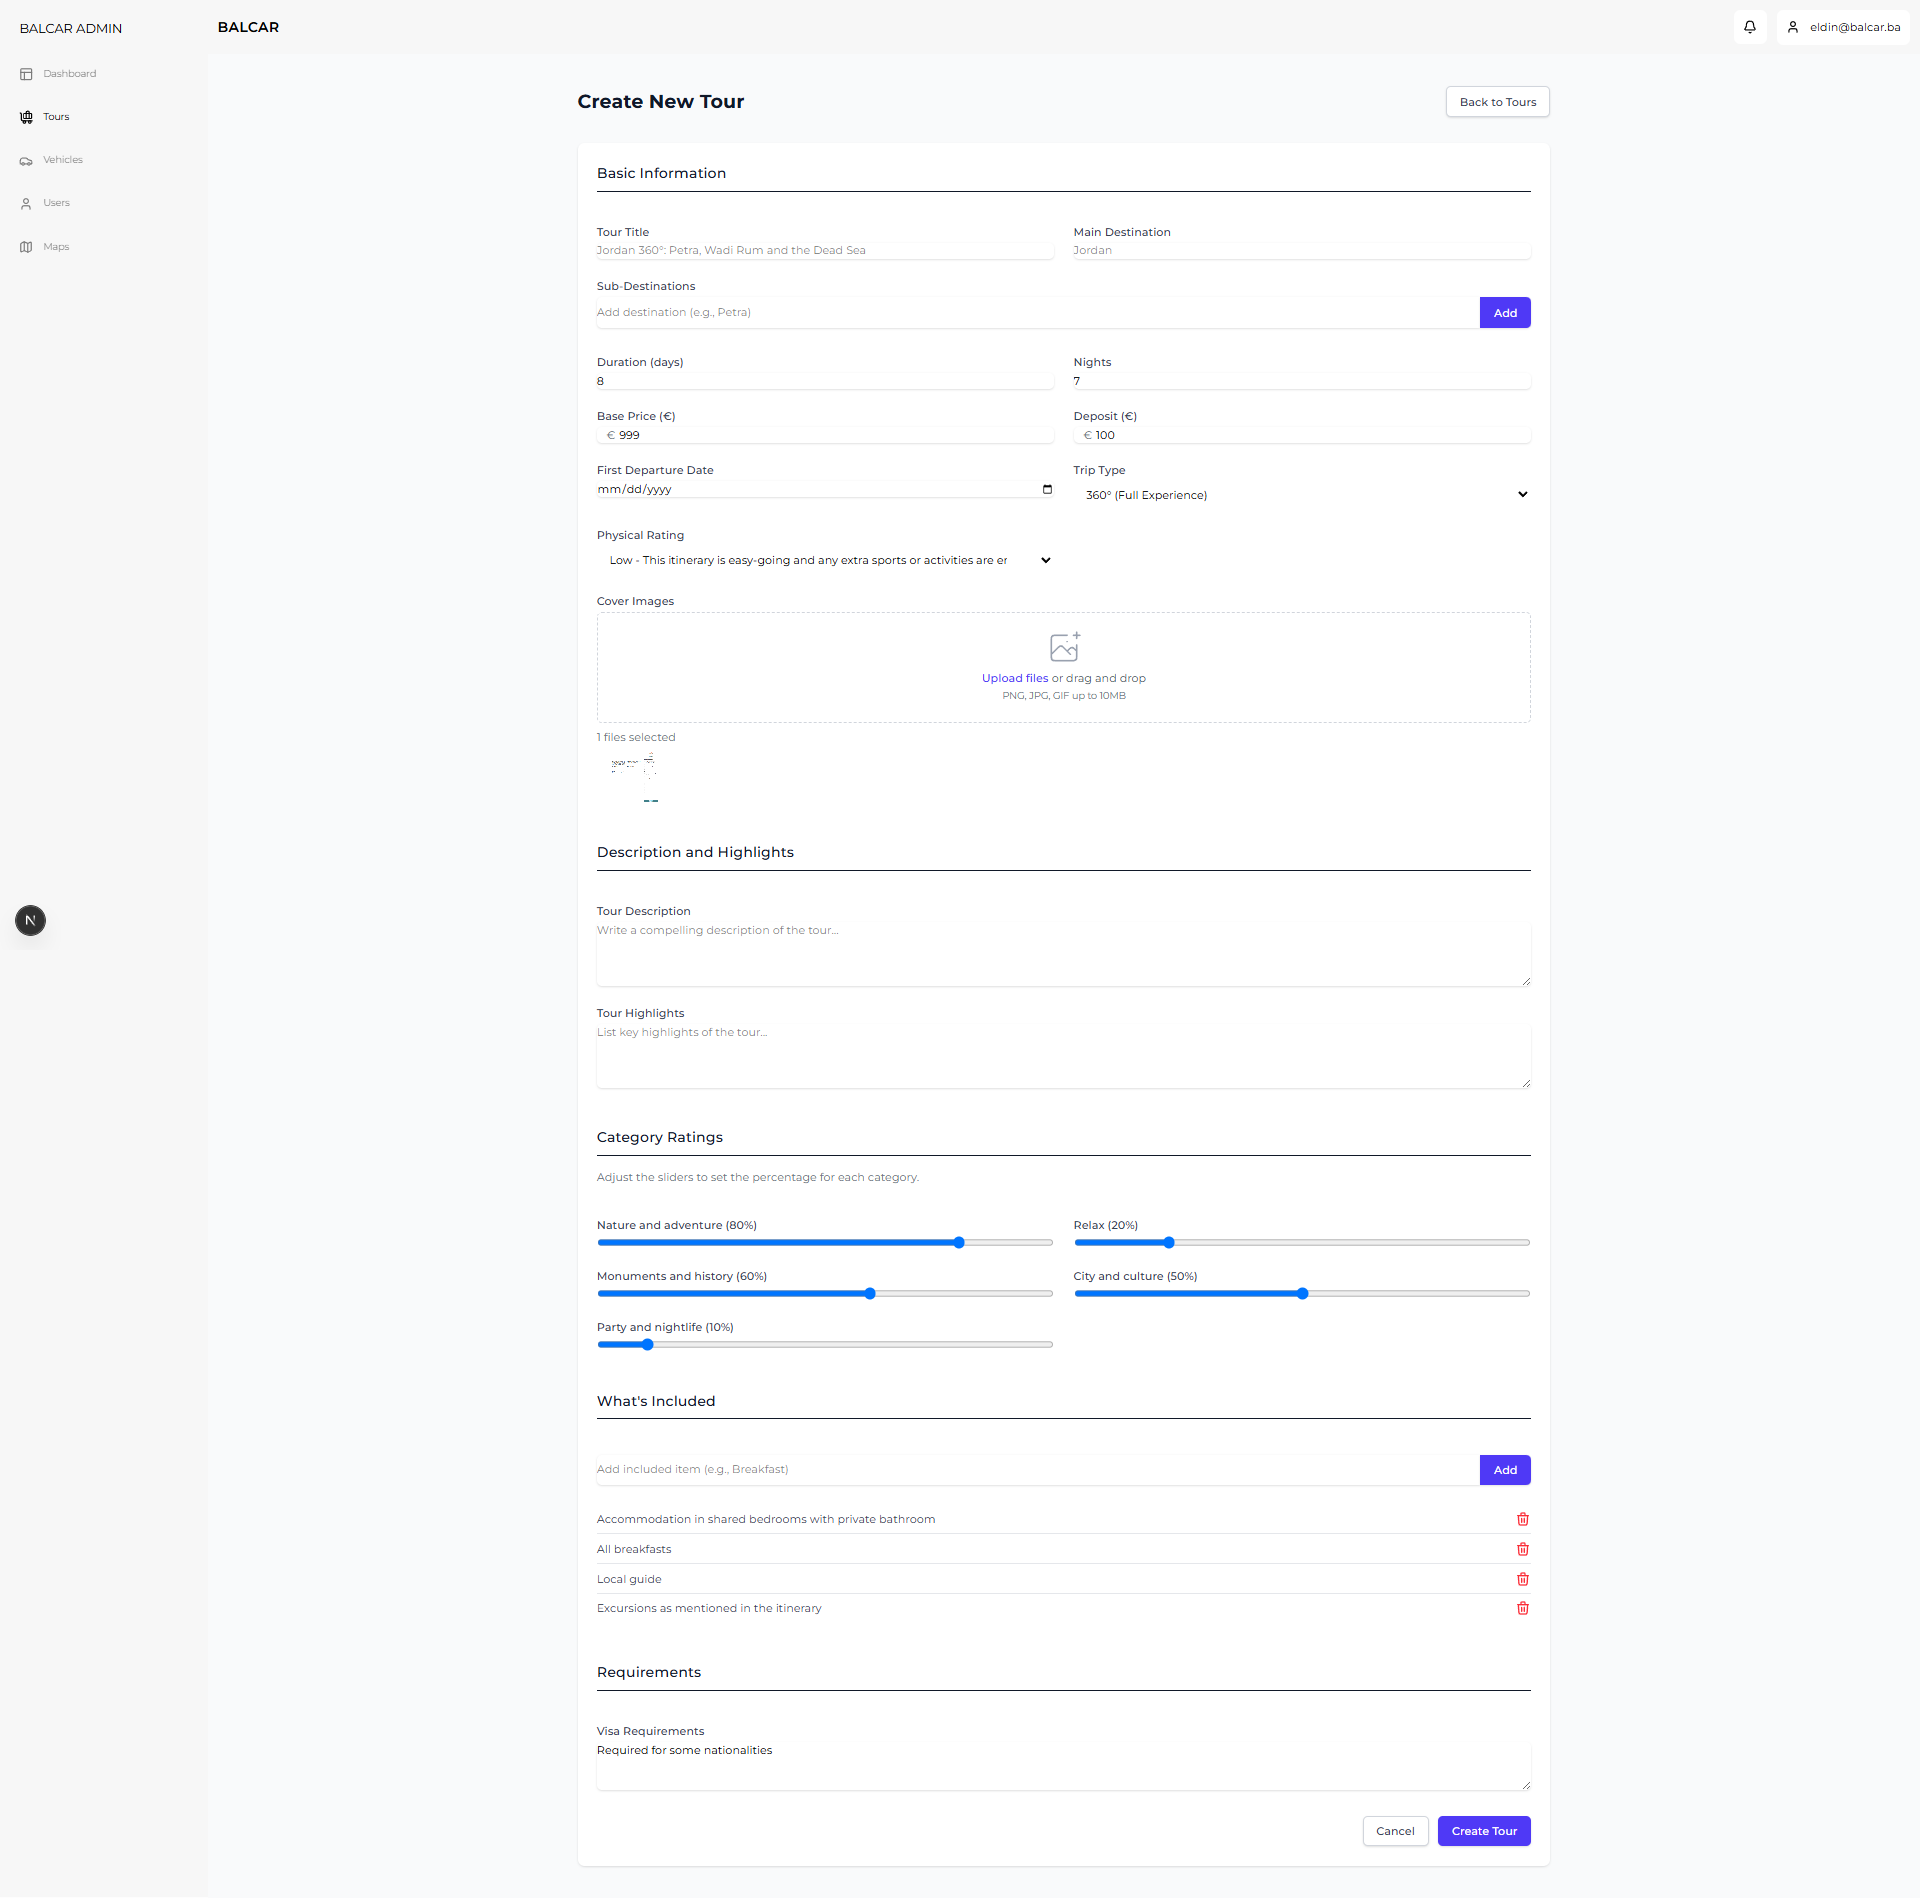 BALCAR ADMIN
BALCAR
eldin@balcar.ba
Dashboard
Tours
Vehicles
Users
Maps
Create New Tour
Back to Tours
Basic Information
Tour Title
Jordan 360°: Petra, Wadi Rum and the Dead Sea
Main Destination
Jordan
Sub-Destinations
Add destination (e.g., Petra)
Add
Duration (days)
8
Nights
7
Base Price (€)
€ 999
Deposit (€)
€ 100
First Departure Date
mm/dd/yyyy
Trip Type
360° (Full Experience)
Physical Rating
Low - This itinerary is easy-going and any extra sports or activities are er
Cover Images
Upload files or drag and drop
PNG, JPG, GIF up to 10MB
1 files selected
Description and Highlights
N
Tour Description
Write a compelling description of the tour...
Tour Highlights
List key highlights of the tour...
Category Ratings
Adjust the sliders to set the percentage for each category.
Nature and adventure (80%)
Relax (20%)
Monuments and history (60%)
City and culture (50%)
Party and nightlife (10%)
What's Included
Add included item (e.g., Breakfast)
Add
Accommodation in shared bedrooms with private bathroom
All breakfasts
Local guide
Excursions as mentioned in the itinerary
Requirements
Visa Requirements
Required for some nationalities
Cancel
Create Tour